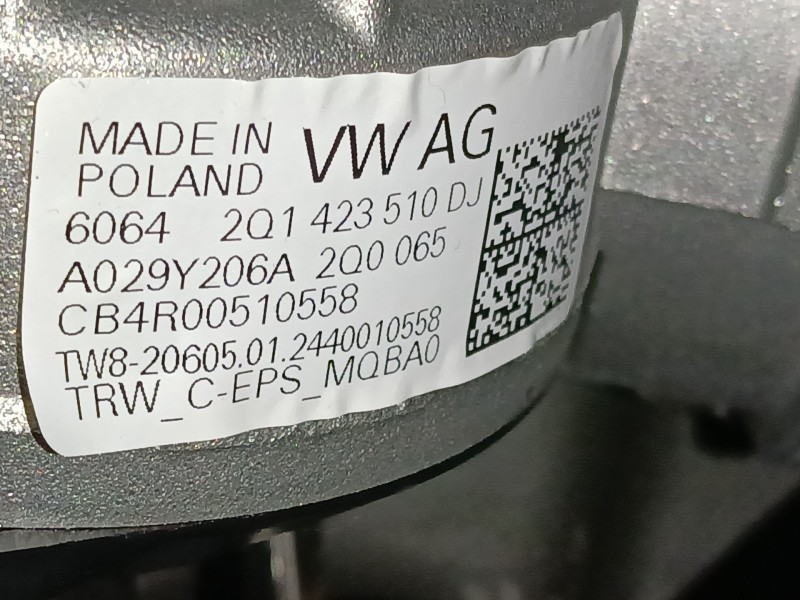 MADE IN VW AG
POLAND
6064 2Q1 423 510 DJ
A029Y206A 2Q0 065
CB4R00510558
TW8-20605.01.2440010558
TRW_C-EPS_MQBA0